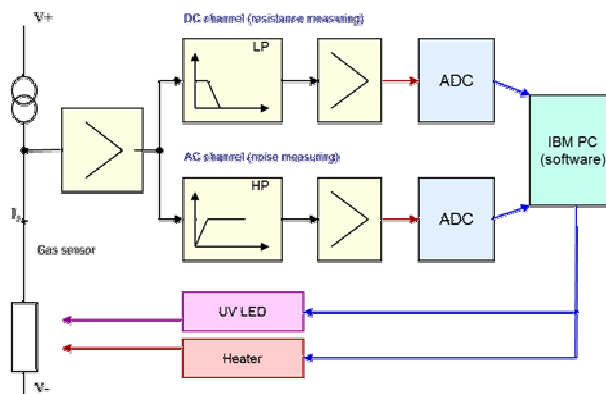 V+
DC channel (resistance measuring)
LP
ADC
IBM PC
(software)
AC channel (noise measuring)
HP
ADC
Gas sensor
UV LED
Heater
V-